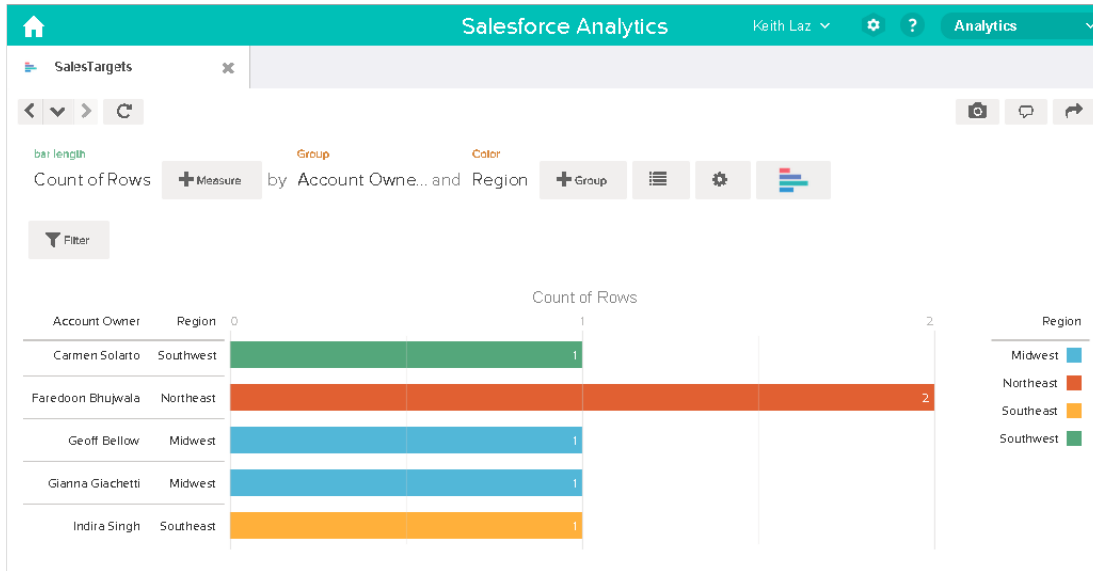 Salesforce Analytics Keith Laz ? Analytics
SalesTargets
bar length Group Color
Count of Rows Measure by Account Owne... and Region Group
Filter
Count of Rows
Account Owner Region 0 1 2 Region
Carmen Solarto Southwest 1 Midwest
Northeast
Faredoon Bhujwala Northeast 2
Southeast
Geoff Bellow Midwest 1 Southwest
Gianna Giachetti Midwest 1
Indira Singh Southeast 1